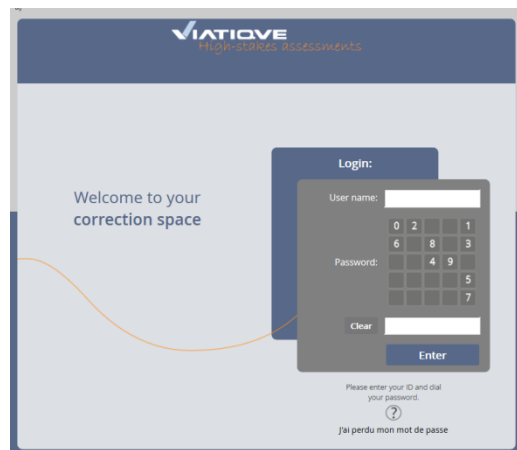 VIATIQVE
High-stakes assessments
Login:
Welcome to your
correction space
User name:
0 2 1
6 8 3
Password:
4 9
5
7
Clear
Enter
Please enter your ID and dial
your password.
?
J'ai perdu mon mot de passe